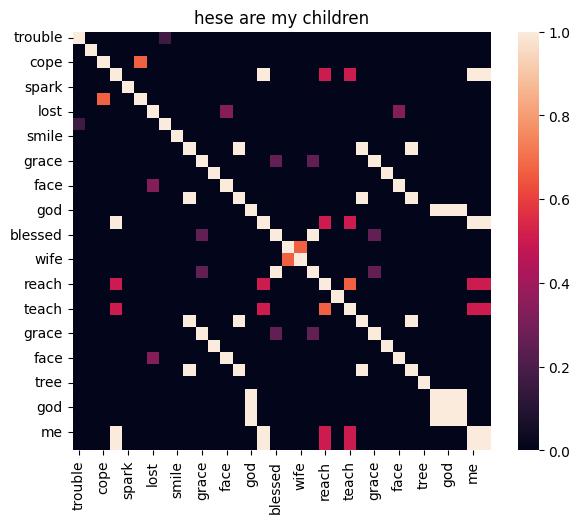 hese are my children
trouble
cope
spark
lost
smile
grace
face
god
blessed
wife
reach
teach
grace
face
tree
god
me
1.0
0.8
0.6
0.4
0.2
0.0
trouble cope spark lost smile grace face god blessed wife reach teach grace face tree god me